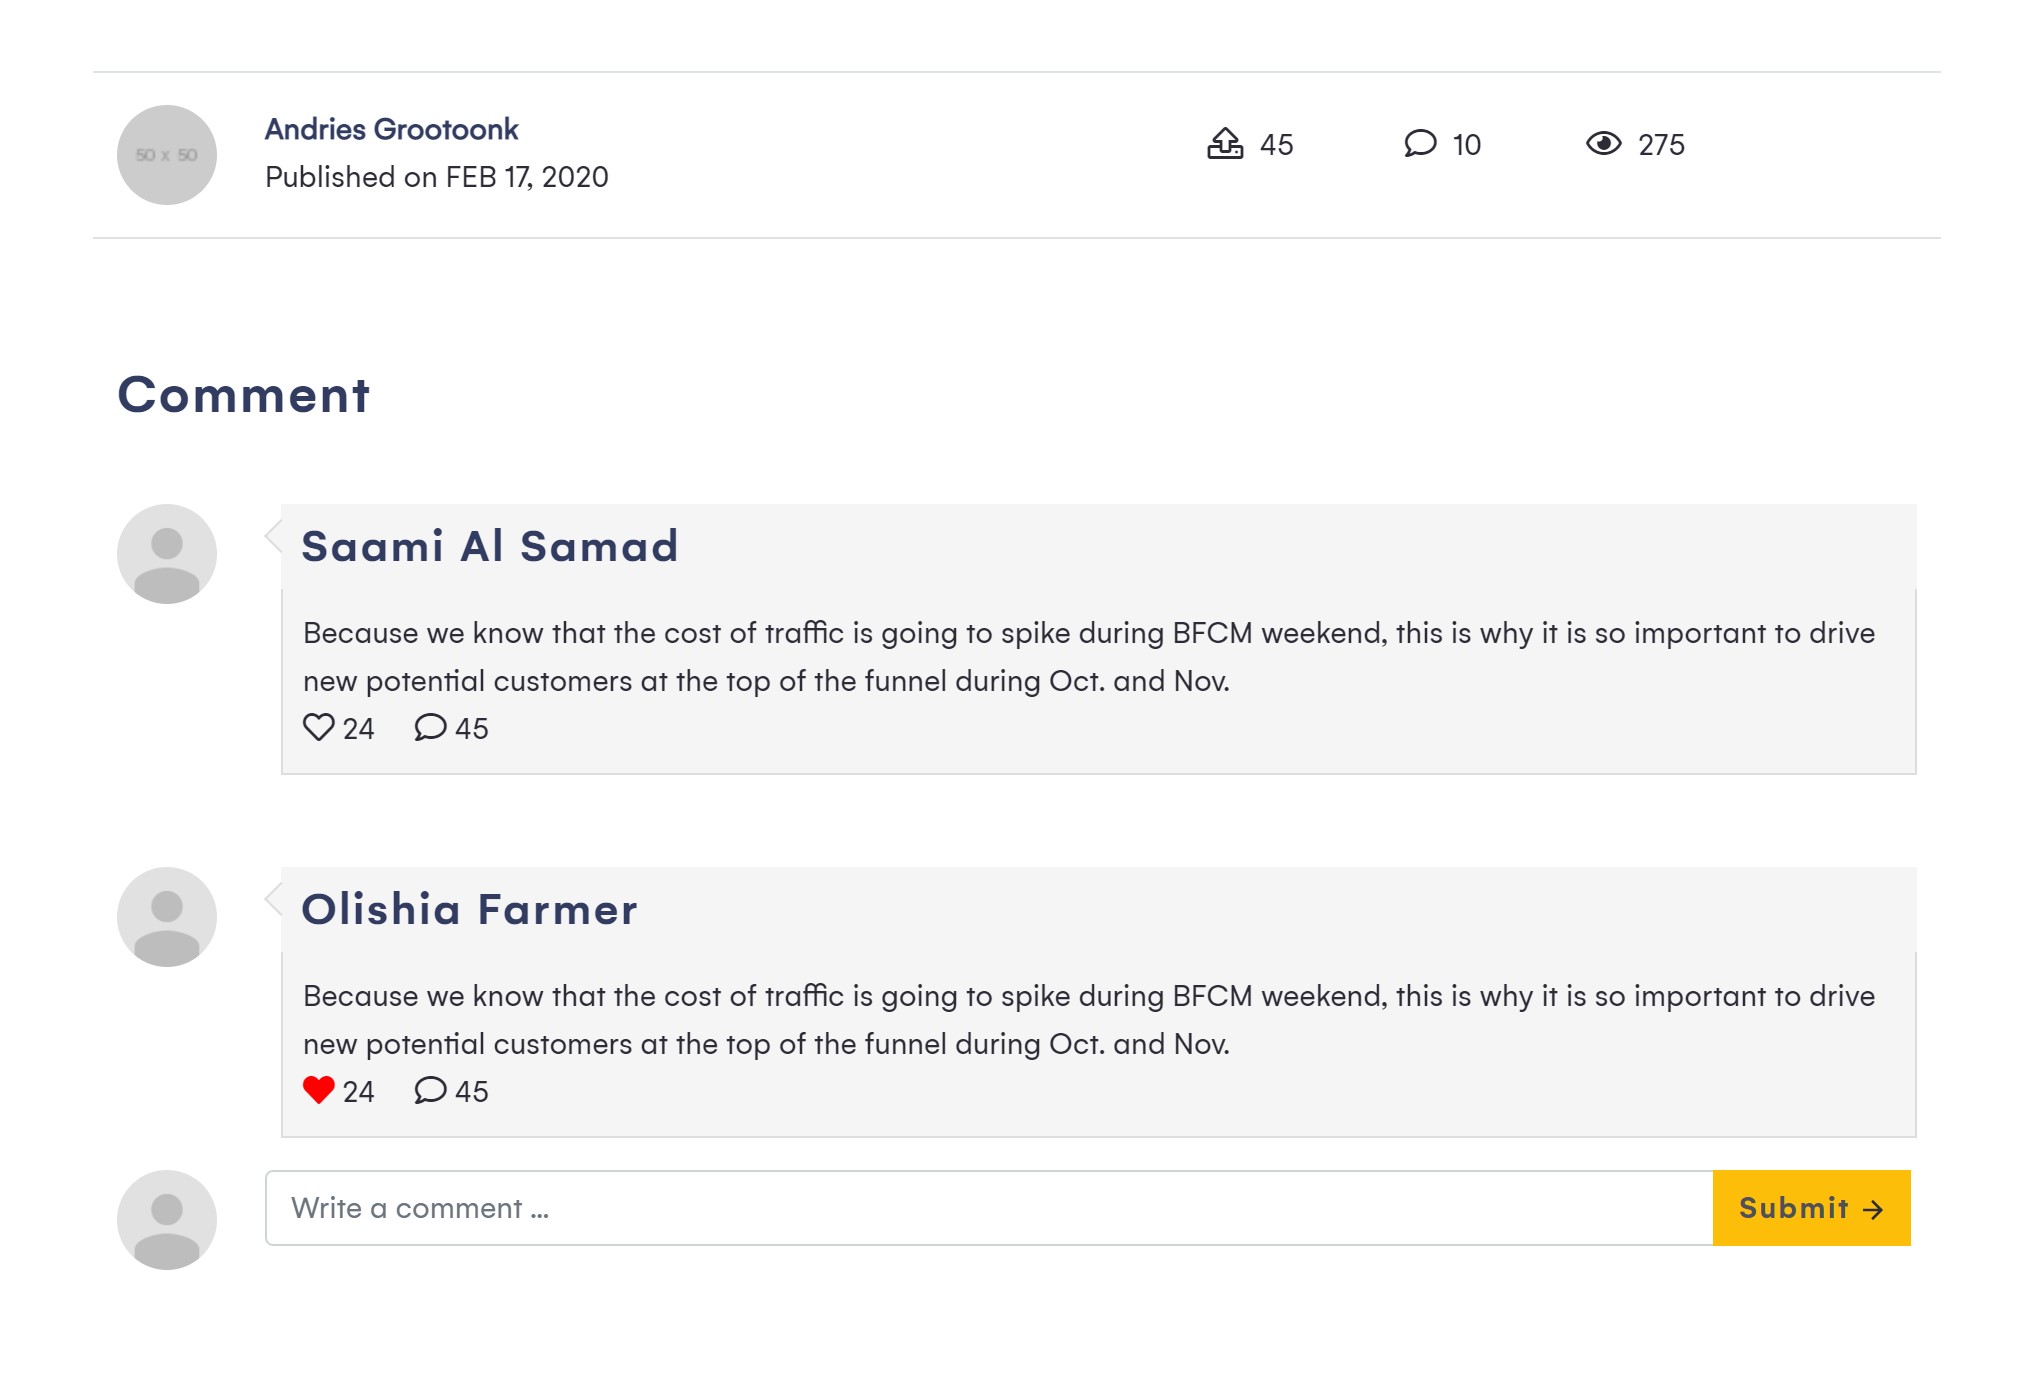 50 x 50
Andries Grootoonk
Published on FEB 17, 2020
45
10
275
Comment
Saami Al Samad
Because we know that the cost of traffic is going to spike during BFCM weekend, this is why it is so important to drive
new potential customers at the top of the funnel during Oct. and Nov.
24 45
Olishia Farmer
Because we know that the cost of traffic is going to spike during BFCM weekend, this is why it is so important to drive
new potential customers at the top of the funnel during Oct. and Nov.
24 45
Write a comment ...
Submit →